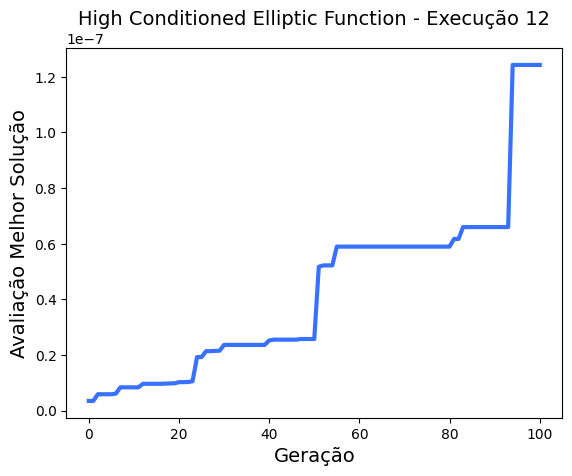 High Conditioned Elliptic Function - Execução 12
1e−7
1.2
1.0
0.8
0.6
0.4
0.2
0.0
Avaliação Melhor Solução
0 20 40 60 80 100
Geração